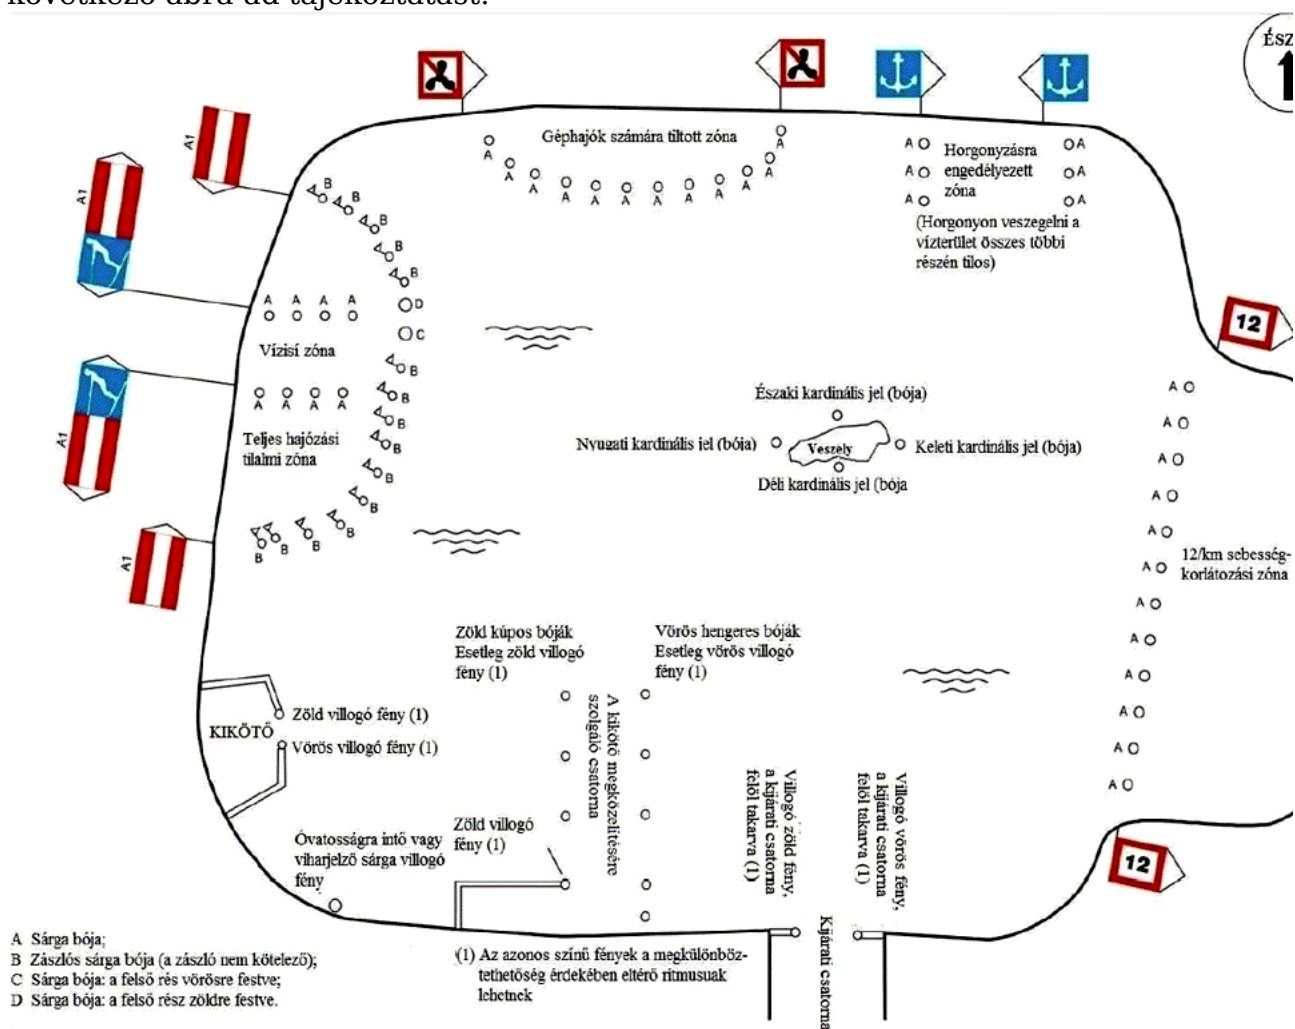 következő ábra ad tájékoztatást.
ÉSZ
A1
A1
A1
A1
Géphajók számára tiltott zóna
A A A A A A A A A A A
A
A
A
Horgonyzásra
engedélyezett
zóna
A
A
A
(Horgonyon veszegelni a
vízterület összes többi
részén tilos)
B
B
B
B
B
D
C
B
B
B
B
B
B
B
B
B
B
A A A A
Vízisí zóna
A A A A
Teljes hajózási
tilalmi zóna
12
Északi kardinális jel (bója)
Nyugati kardinális jel (bója)
Veszely
Keleti kardinális jel (bója)
Déli kardinális jel (bója
A
A
A
A
A
A
A
A
A
A
A
A
12/km sebesség-
korlátozási zóna
12
Zöld kúpos bóják
Esetleg zöld villogó
fény (1)
Vörös hengeres bóják
Esetleg vörös villogó
fény (1)
A kikötő megközelítésére
szolgáló csatorna
KIKÖTŐ
Zöld villogó fény (1)
Vörös villogó fény (1)
Zöld villogó
fény (1)
Óvatosságra intő vagy
viharjelző sárga villogó
fény
Villogó zöld fény,
a kijárati csatorna
felől takarva (1)
Villogó vörös fény,
a kijárati csatorna
felől takarva (1)
Kijárati csatorna
A Sárga bója;
B Zászlós sárga bója (a zászló nem kötelező);
C Sárga bója: a felső rés vörösre festve;
D Sárga bója: a felső rész zöldre festve.
(1) Az azonos színű fények a megkülönböz-
tethetőség érdekében eltérő ritmusuak
lehetnek